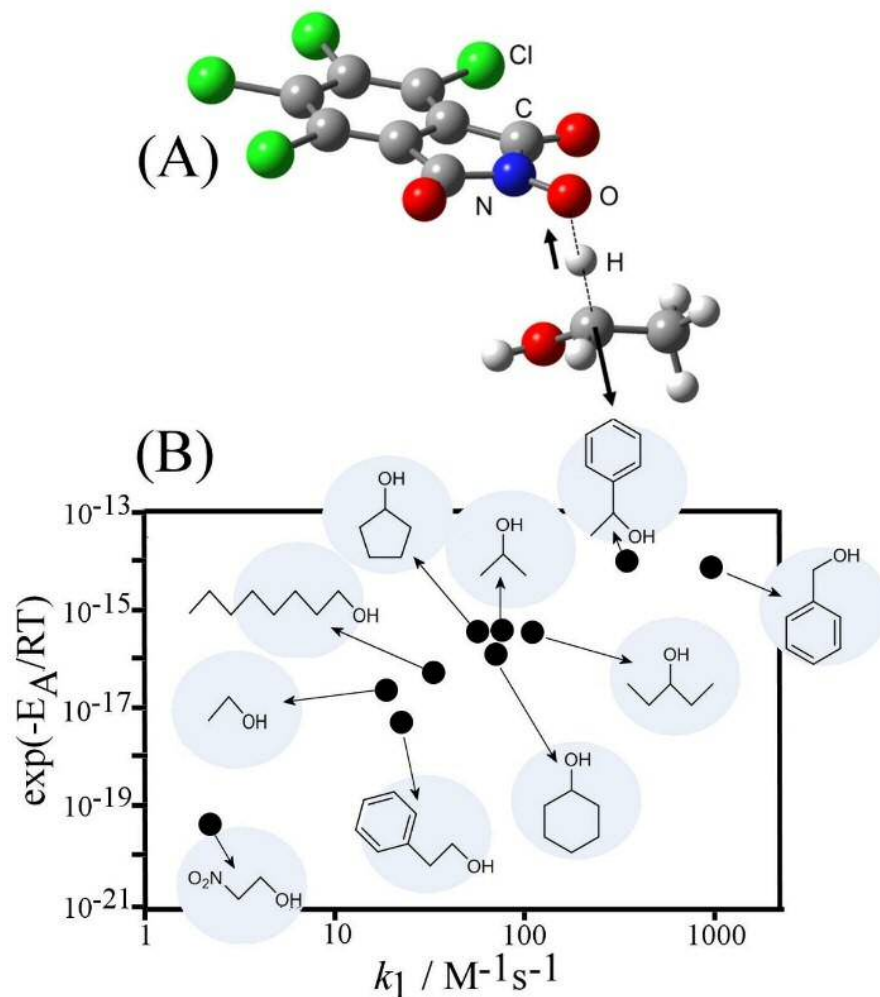 (A)
Cl
C
N
O
H
(B)
OH
OH
OH
OH
OH
OH
OH
OH
OH
O₂N
OH
10⁻¹³
10⁻¹⁵
10⁻¹⁷
10⁻¹⁹
10⁻²¹
exp(-E_A/RT)
1
10
100
1000
k₁ / M⁻¹s⁻¹